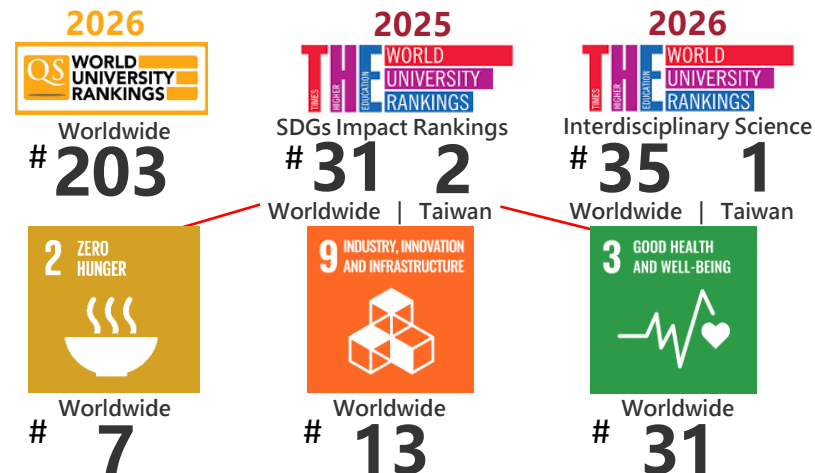 2026
QS WORLD UNIVERSITY RANKINGS
Worldwide
# 203
2025
TIMES HIGHER EDUCATION WORLD UNIVERSITY RANKINGS
SDGs Impact Rankings
# 31 2
Worldwide | Taiwan
2026
TIMES HIGHER EDUCATION WORLD UNIVERSITY RANKINGS
Interdisciplinary Science
# 35 1
Worldwide | Taiwan
2 ZERO
HUNGER
Worldwide
# 7
9 INDUSTRY, INNOVATION
AND INFRASTRUCTURE
Worldwide
# 13
3 GOOD HEALTH
AND WELL-BEING
Worldwide
# 31